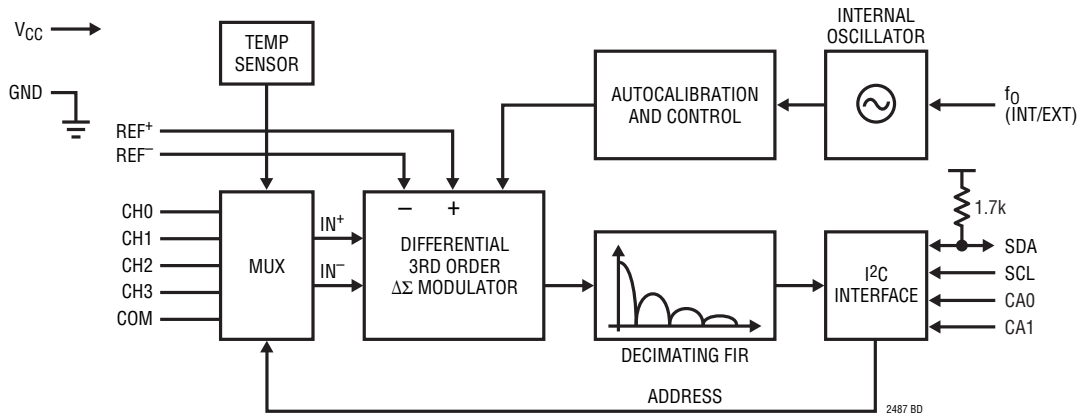 VCC
GND
TEMP
SENSOR
INTERNAL
OSCILLATOR
AUTOCALIBRATION
AND CONTROL
fO
(INT/EXT)
REF+
REF–
CH0
CH1
CH2
CH3
COM
MUX
IN+
IN–
– +
DIFFERENTIAL
3RD ORDER
ΔΣ MODULATOR
DECIMATING FIR
I2C
INTERFACE
1.7k
SDA
SCL
CA0
CA1
ADDRESS
2487 BD